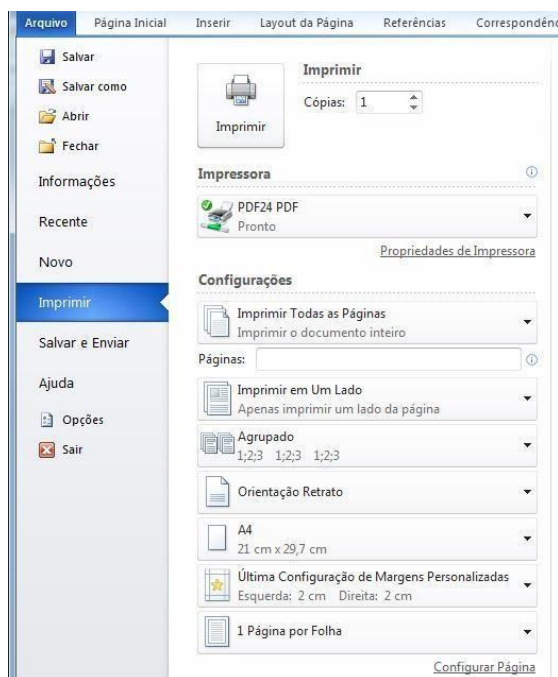 Arquivo Página Inicial Inserir Layout da Página Referências
Salvar
Salvar como
Abrir
Fechar
Informações
Recente
Novo
Imprimir
Salvar e Enviar
Ajuda
Opções
Sair
Imprimir
Cópias: 1
Imprimir
Impressora
PDF24 PDF
Pronto
Propriedades de Impressora
Configurações
Imprimir Todas as Páginas
Imprimir o documento inteiro
Páginas:
Imprimir em Um Lado
Apenas imprimir um lado da página
Agrupado
1;2;3 1;2;3 1;2;3
Orientação Retrato
A4
21 cm x 29,7 cm
Última Configuração de Margens Personalizadas
Esquerda: 2 cm Direita: 2 cm
1 Página por Folha
Configurar Página